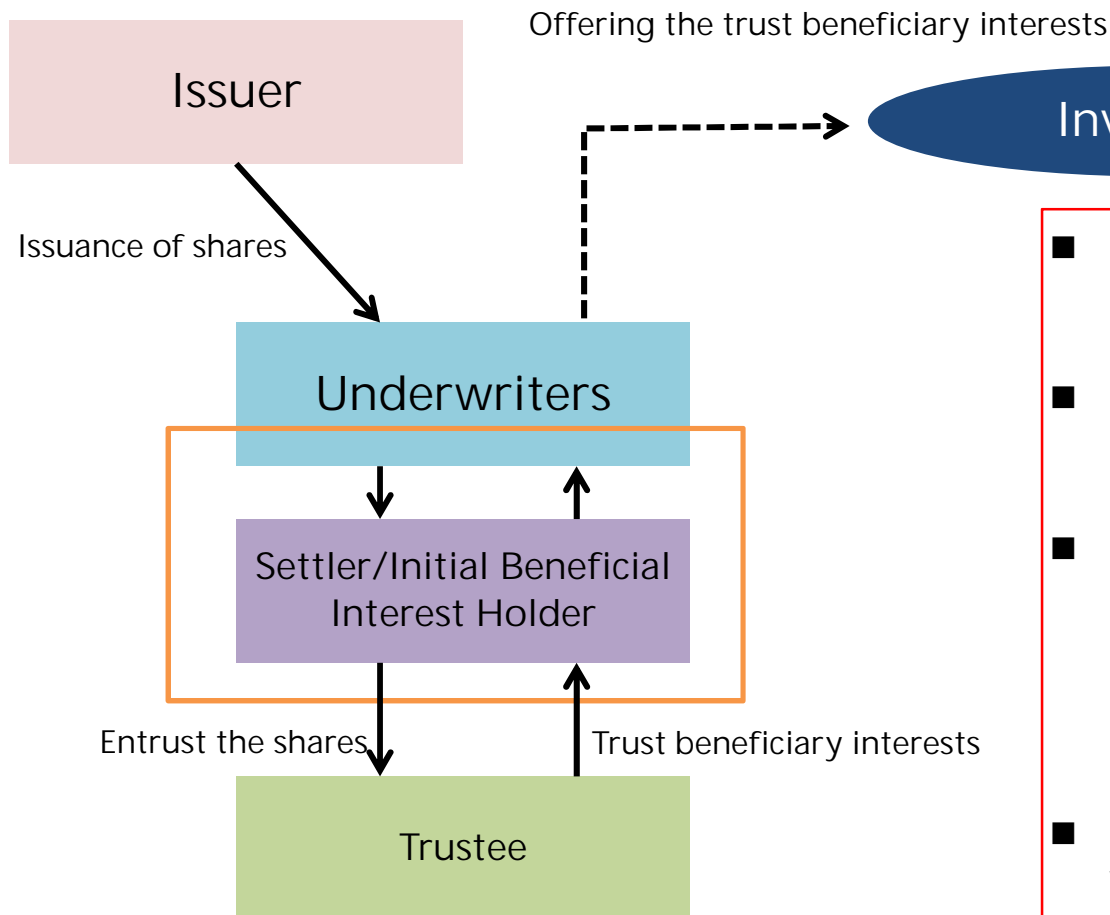 Offering the trust beneficiary interests
Issuer
Issuance of shares
Underwriters
Settler/Initial Beneficial
Interest Holder
Entrust the shares
Trust beneficiary interests
Trustee